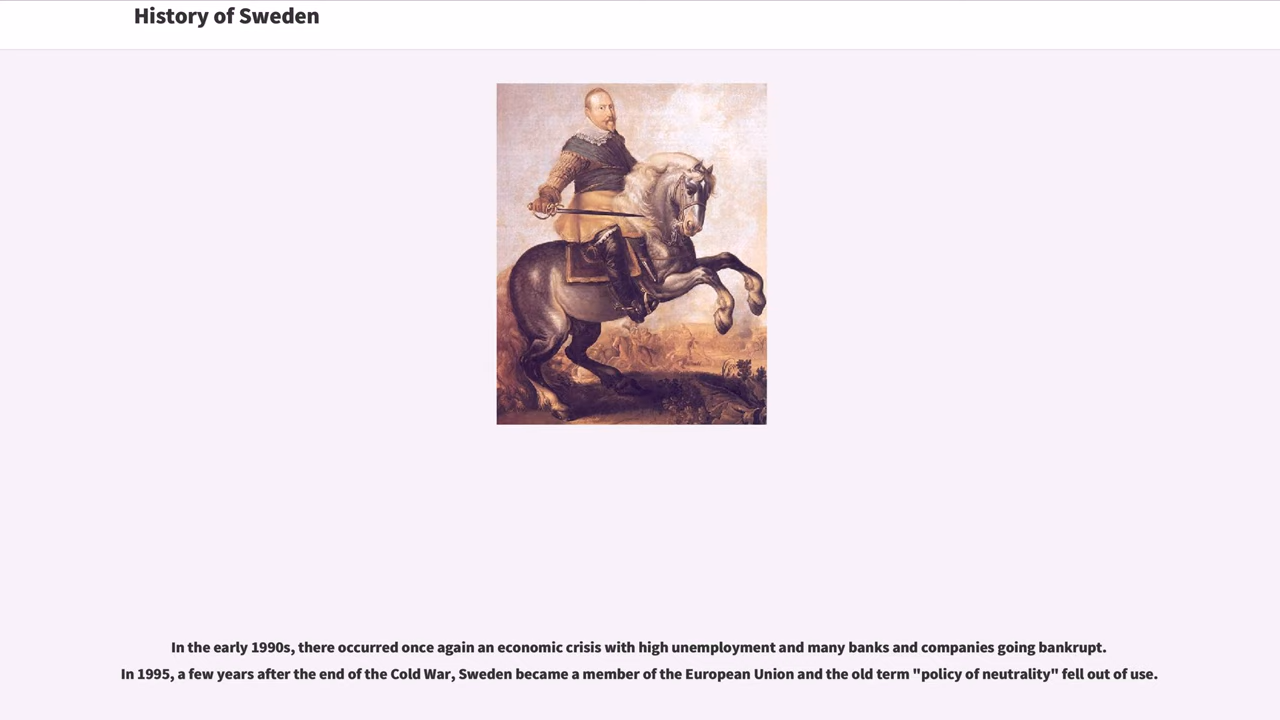 History of Sweden
In the early 1990s, there occurred once again an economic crisis with high unemployment and many banks and companies going bankrupt.
In 1995, a few years after the end of the Cold War, Sweden became a member of the European Union and the old term "policy of neutrality" fell out of use.